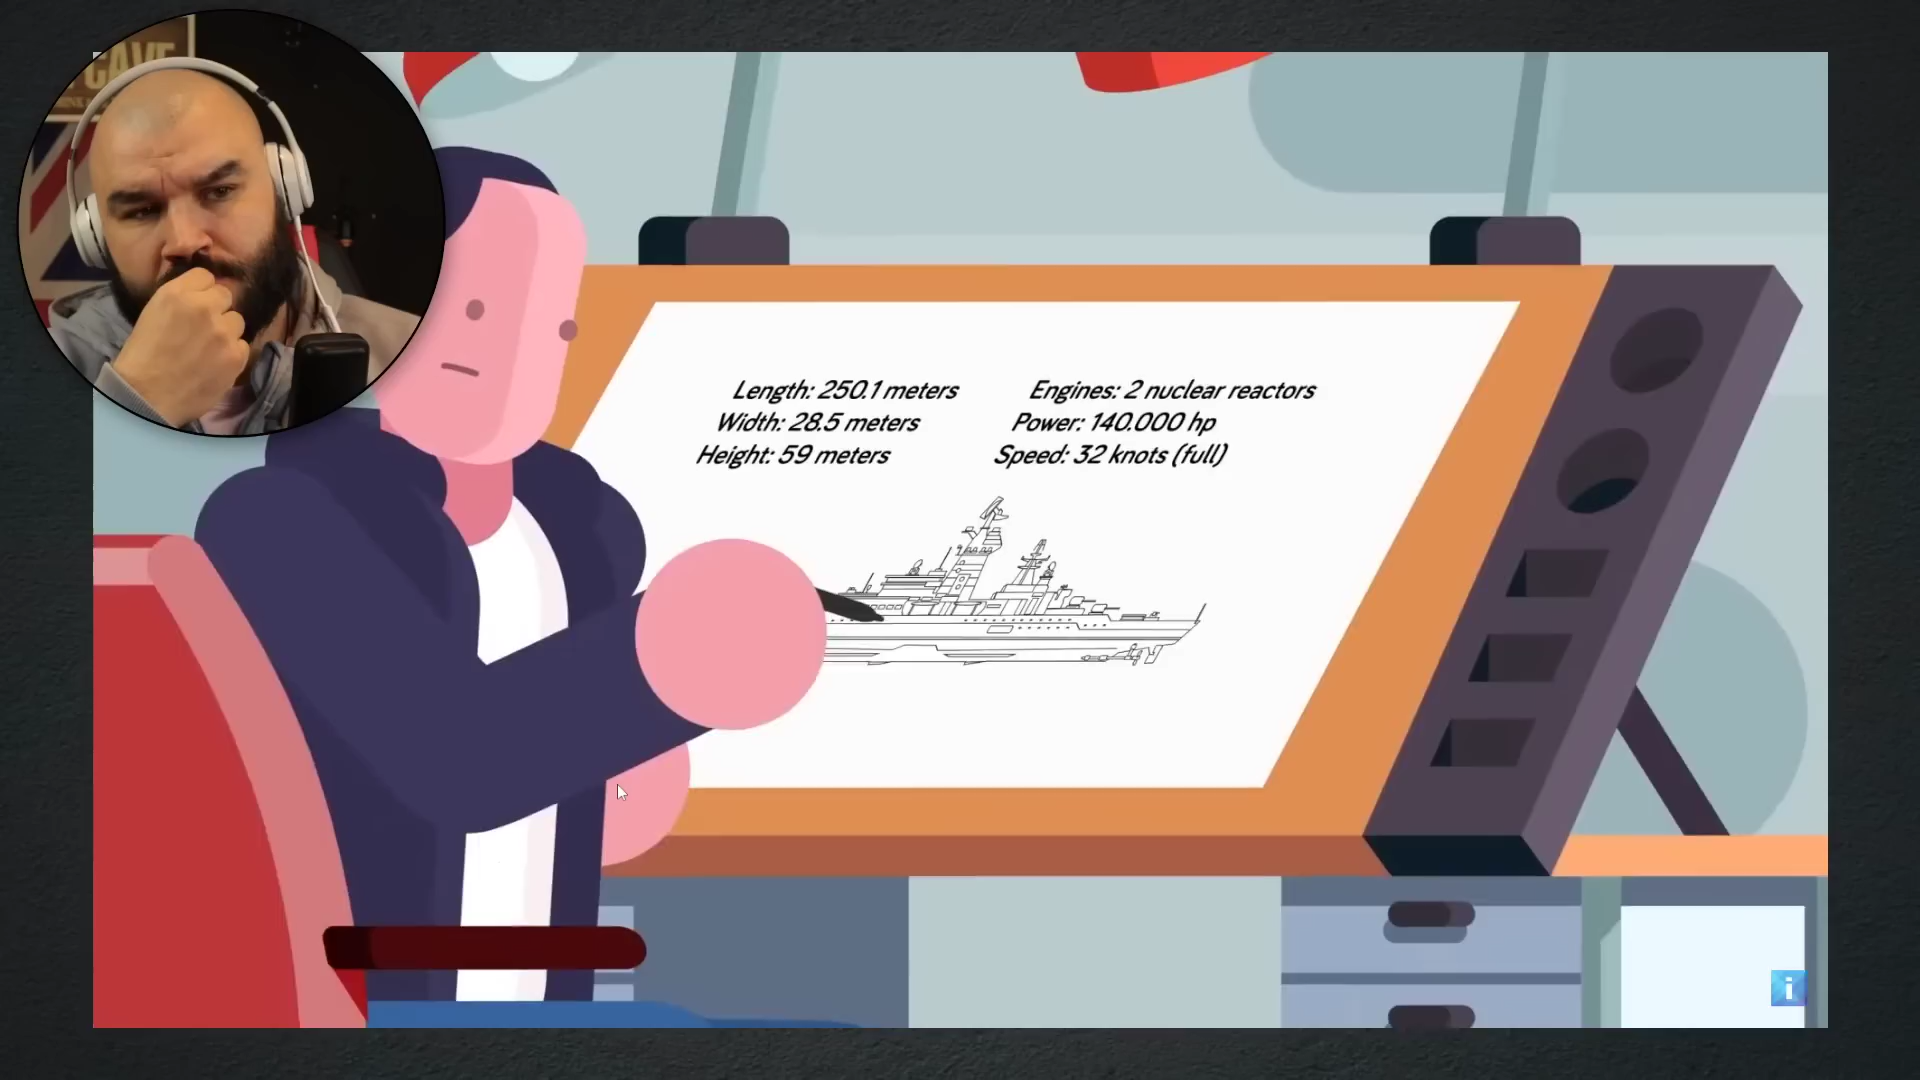 CAVE
Length: 250.1 meters
Width: 28.5 meters
Height: 59 meters
Engines: 2 nuclear reactors
Power: 140.000 hp
Speed: 32 knots (full)
i